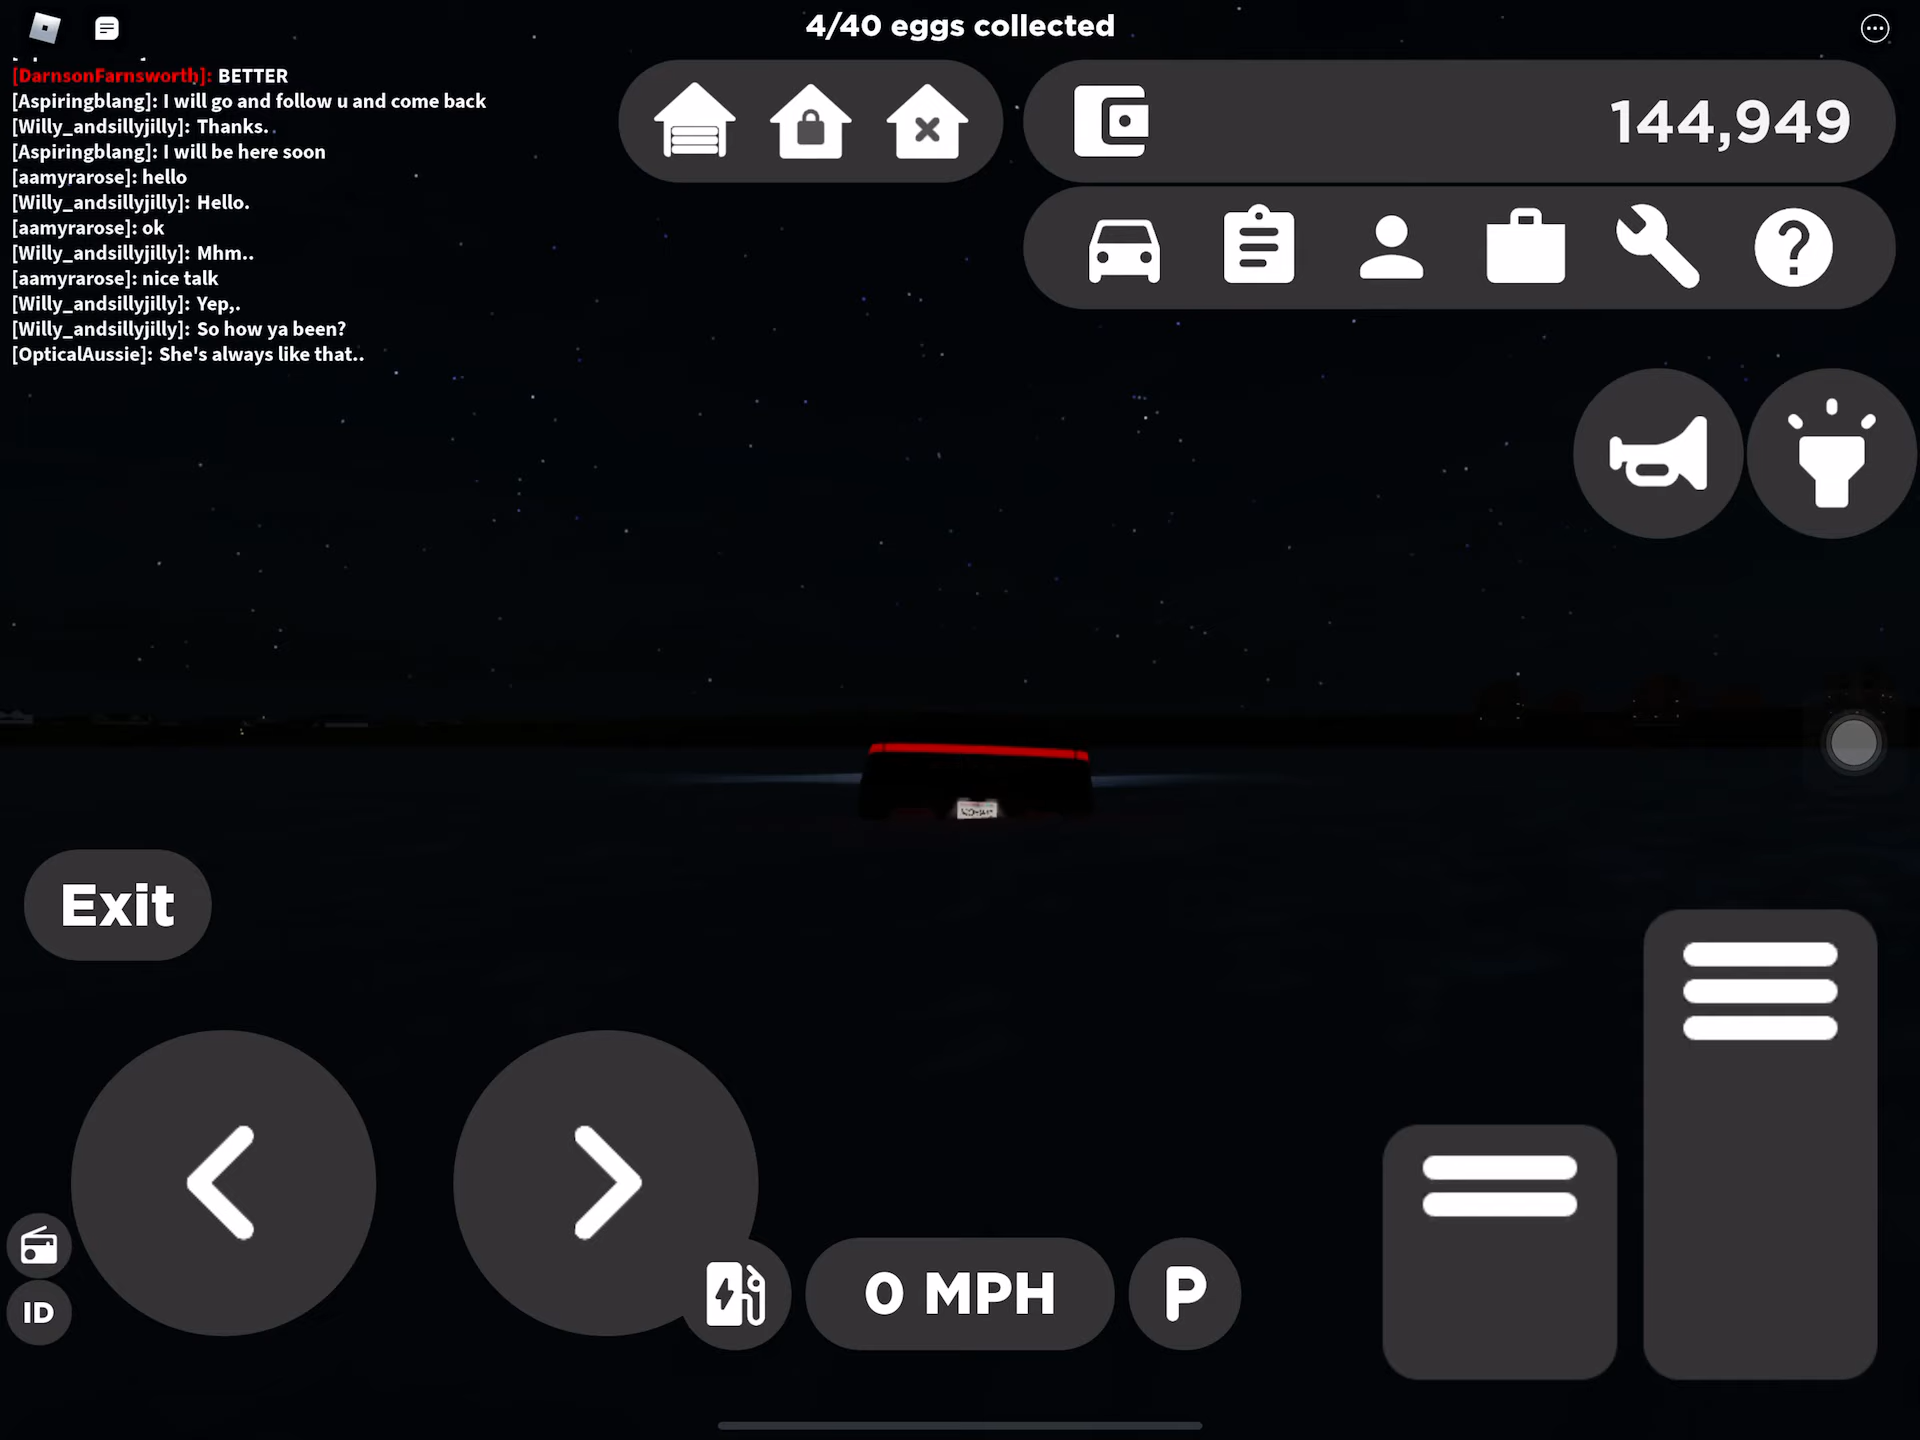 4/40 eggs collected
[DarnsonFarnsworth]: BETTER
[Aspiringblang]: I will go and follow u and come back
[Willy_andsillyjilly]: Thanks..
[Aspiringblang]: I will be here soon
[aamyrarose]: hello
[Willy_andsillyjilly]: Hello.
[aamyrarose]: ok
[Willy_andsillyjilly]: Mhm..
[aamyrarose]: nice talk
[Willy_andsillyjilly]: Yep,.
[Willy_andsillyjilly]: So how ya been?
[OpticalAussie]: She's always like that..
144,949
Exit
ID
0 MPH
P